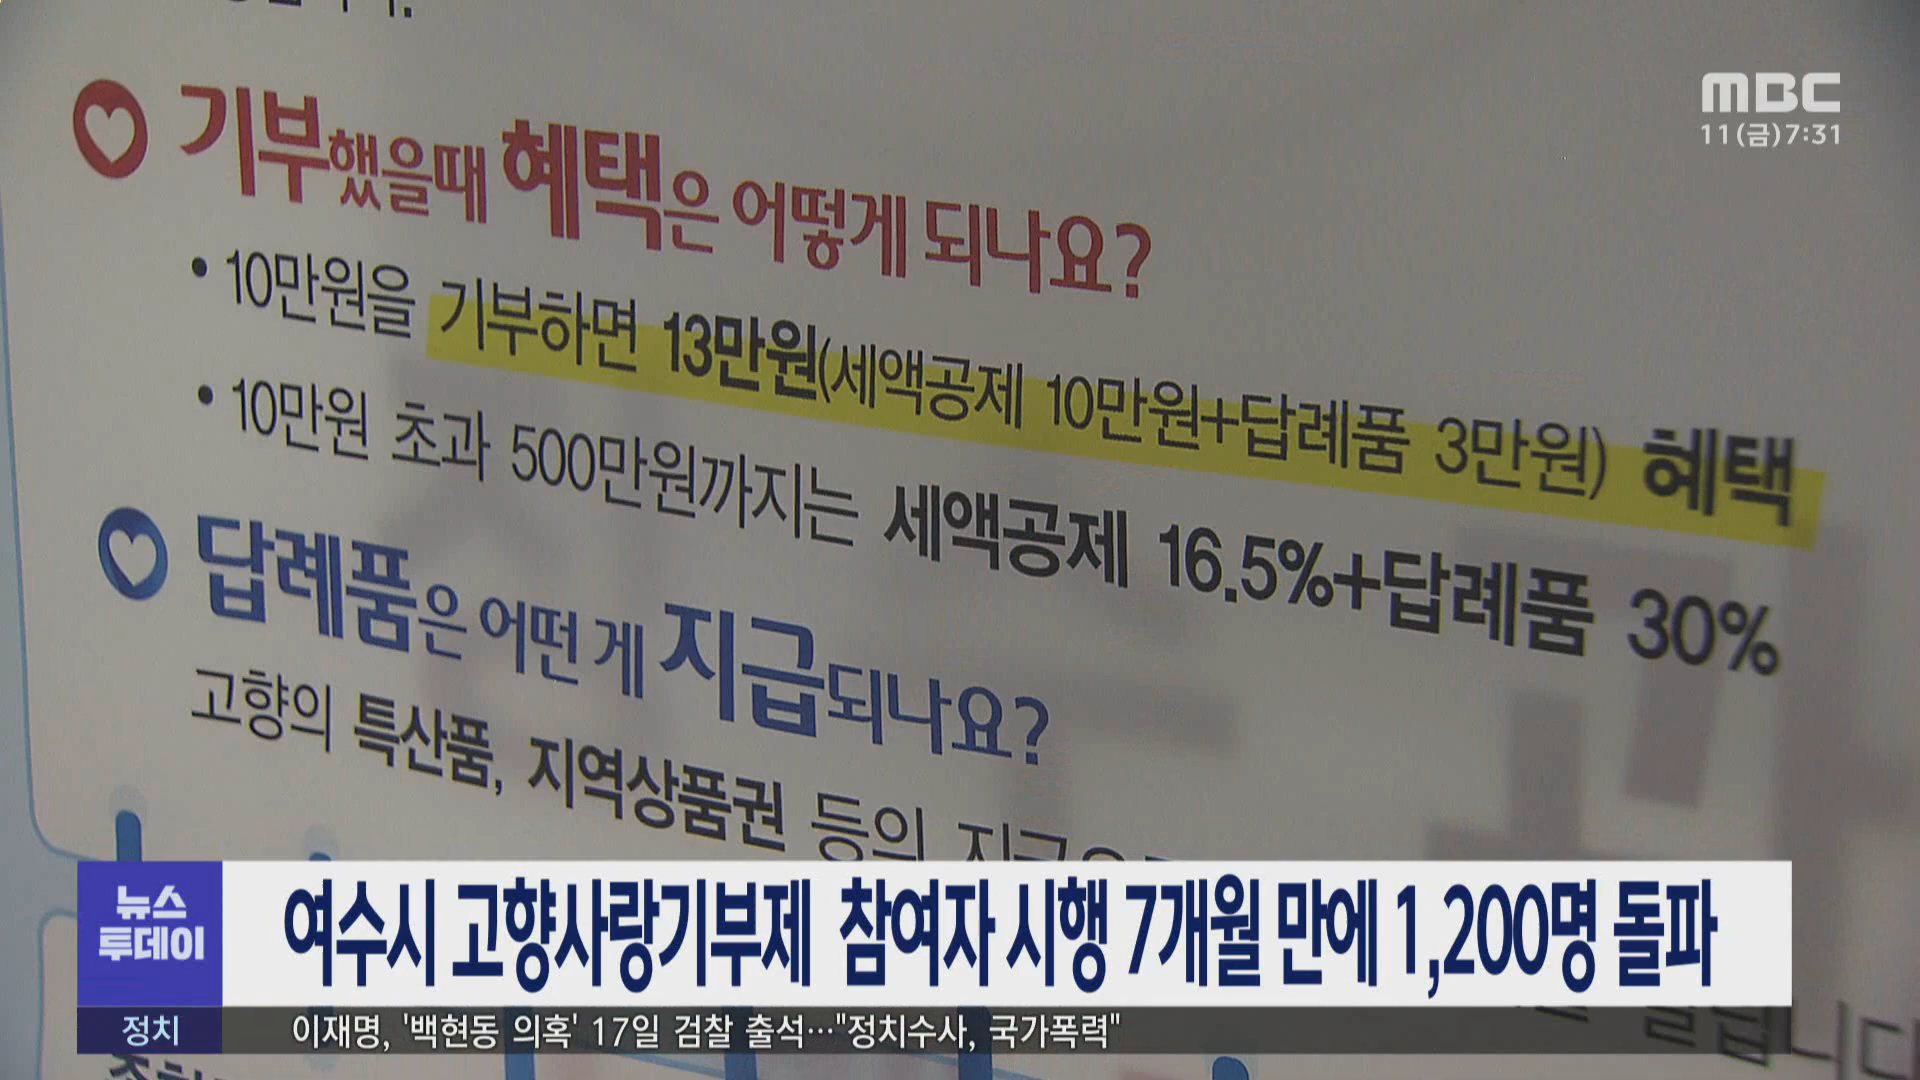 MBC
11(금)7:31
기부했을때 혜택은 어떻게 되나요?
• 10만원을 기부하면 13만원(세액공제 10만원+답례품 3만원) 혜택
• 10만원 초과 500만원까지는 세액공제 16.5%+답례품 30%
답례품은 어떤 게 지급되나요?
고향의 특산품, 지역상품권 등의
뉴스
투데이
여수시 고향사랑기부제 참여자 시행 7개월 만에 1,200명 돌파
정치
이재명, '백현동 의혹' 17일 검찰 출석…"정치수사, 국가폭력"